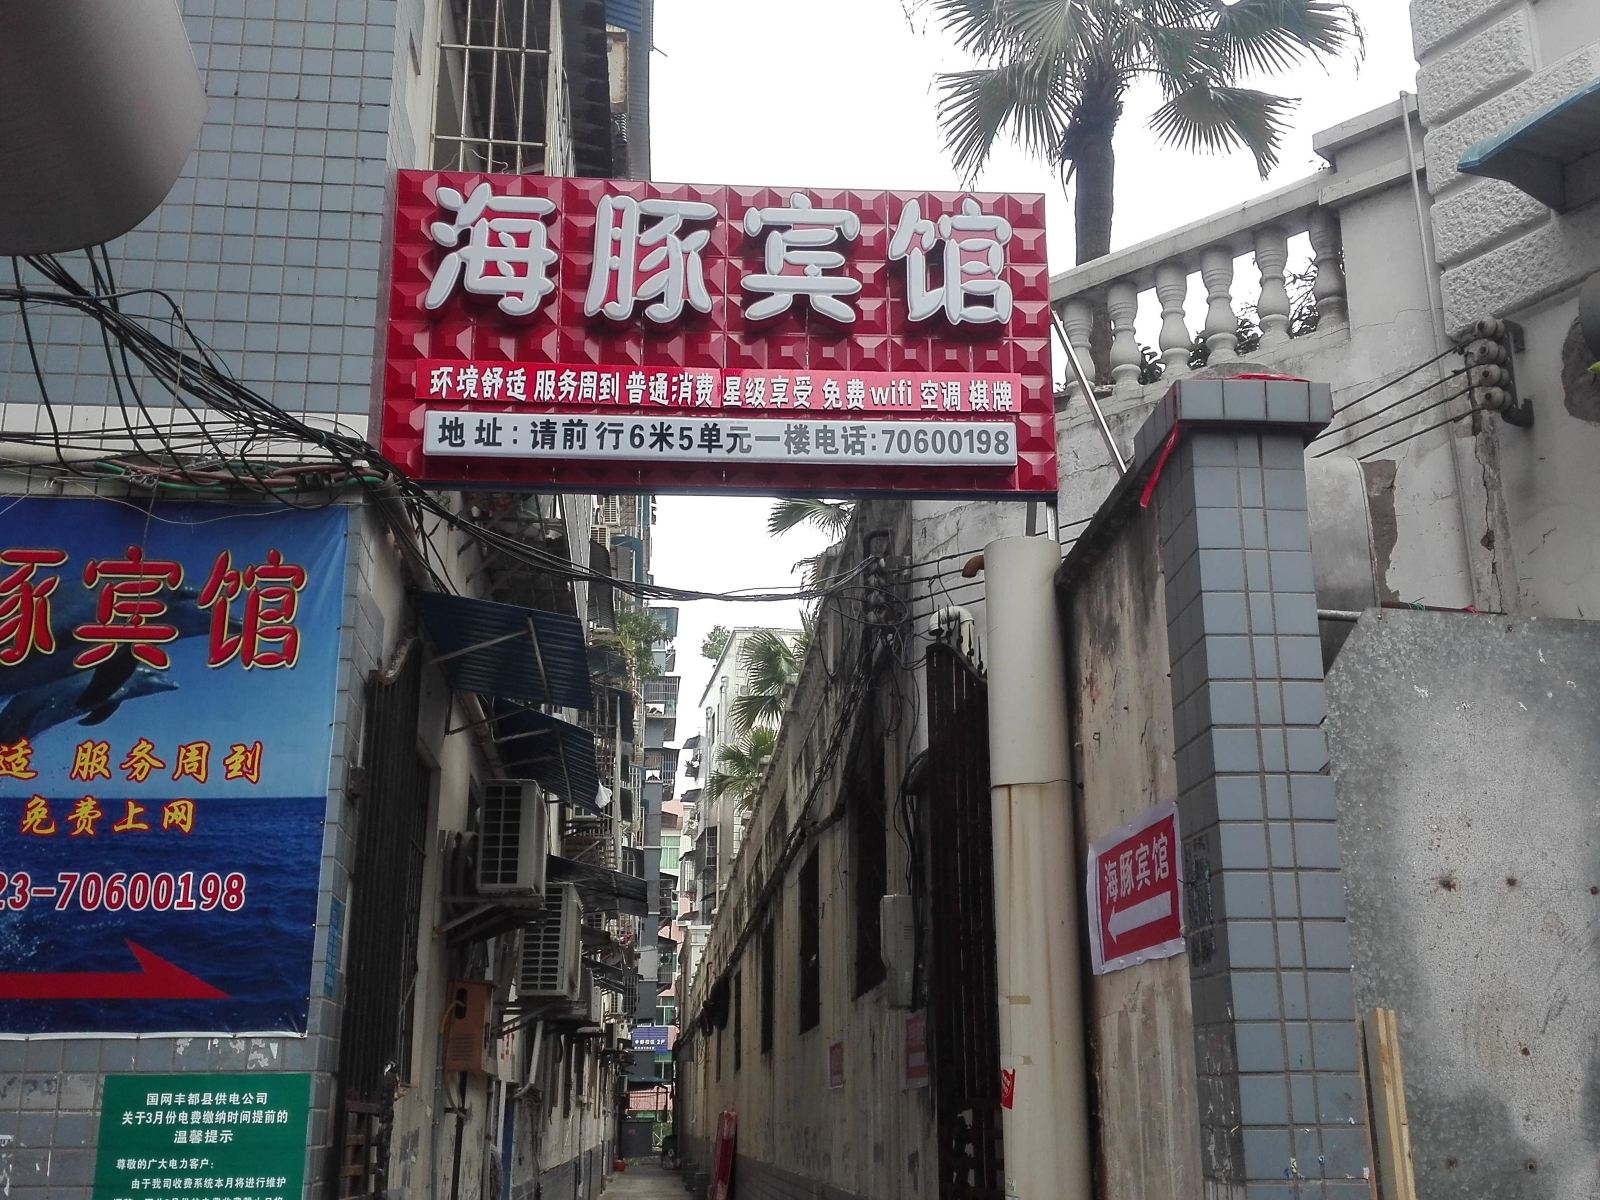 海豚宾馆
环境舒适 服务周到 普通消费 星级享受 免费wifi 空调 棋牌
地址:请前行6米5单元一楼电话:70600198
豚宾馆
适 服务周到
免费上网
23-70600198
海豚宾馆
国网丰都县供电公司
关于3月份电费缴纳时间提前的
温馨提示
尊敬的广大电力客户:
由于我司收费系统本月将进行维护